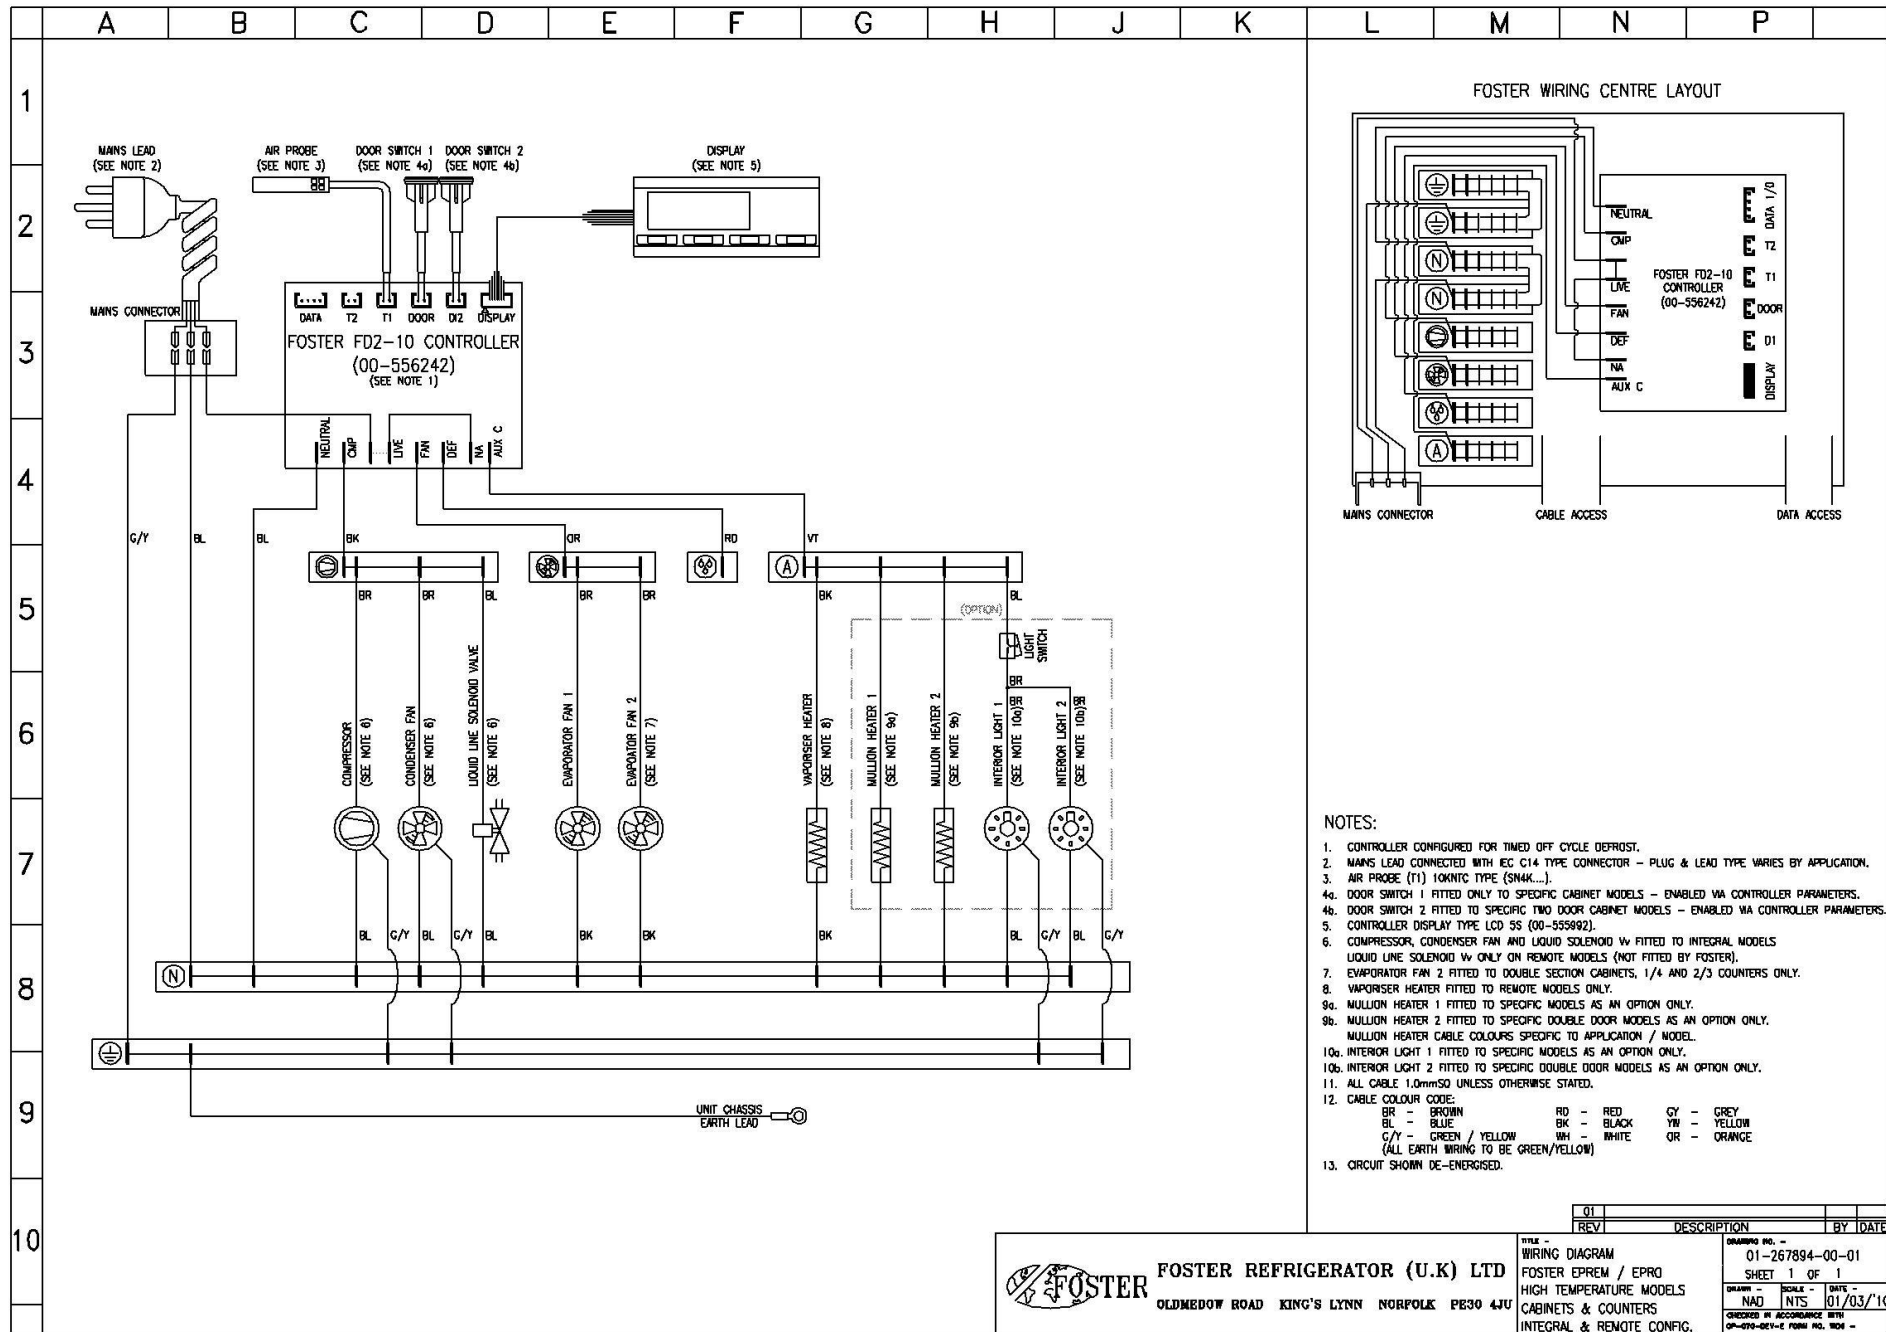 A B C D E F G H J K L M N P
1
2
3
4
5
6
7
8
9
10
MAINS LEAD
(SEE NOTE 2)
AIR PROBE
(SEE NOTE 3)
DOOR SWITCH 1
(SEE NOTE 4a)
DOOR SWITCH 2
(SEE NOTE 4b)
DISPLAY
(SEE NOTE 5)
MAINS CONNECTOR
DATA T2 T1 DOOR DI2 DISPLAY
FOSTER FD2-10 CONTROLLER
(00-556242)
(SEE NOTE 1)
NEUTRAL
CMP
LIVE
FAN
DEF
NA
AUX C
G/Y BL BL BK OR RD VT
A
BR BR BL BR BR BK BL
(OPTION)
LIGHT
SWITCH
BR
BR
BR
COMPRESSOR
(SEE NOTE 6)
CONDENSER FAN
(SEE NOTE 6)
LIQUID LINE SOLENOID VALVE
(SEE NOTE 6)
EVAPORATOR FAN 1
EVAPOATOR FAN 2
(SEE NOTE 7)
VAPORISER HEATER
(SEE NOTE 8)
MULLION HEATER 1
(SEE NOTE 9a)
MULLION HEATER 2
(SEE NOTE 9b)
INTERIOR LIGHT 1
(SEE NOTE 10a)
INTERIOR LIGHT 2
(SEE NOTE 10b)
BL G/Y BL G/Y BL BK BK BK BL G/Y BL G/Y
N
UNIT CHASSIS
EARTH LEAD
FOSTER WIRING CENTRE LAYOUT
N
N
A
NEUTRAL
CMP
LIVE
FAN
DEF
NA
AUX C
FOSTER FD2-10
CONTROLLER
(00-556242)
DATA I/O
T2
T1
DOOR
D1
DISPLAY
MAINS CONNECTOR
CABLE ACCESS
DATA ACCESS
NOTES:
1. CONTROLLER CONFIGURED FOR TIMED OFF CYCLE DEFROST.
2. MAINS LEAD CONNECTED WITH IEC C14 TYPE CONNECTOR - PLUG & LEAD TYPE VARIES BY APPLICATION.
3. AIR PROBE (T1) 10KNTC TYPE (SN4K....).
4a. DOOR SWITCH 1 FITTED ONLY TO SPECIFIC CABINET MODELS - ENABLED VIA CONTROLLER PARAMETERS.
4b. DOOR SWITCH 2 FITTED TO SPECIFIC TWO DOOR CABINET MODELS - ENABLED VIA CONTROLLER PARAMETERS.
5. CONTROLLER DISPLAY TYPE LCD 5S (00-555992).
6. COMPRESSOR, CONDENSER FAN AND LIQUID SOLENOID Vv FITTED TO INTEGRAL MODELS
LIQUID LINE SOLENOID Vv ONLY ON REMOTE MODELS (NOT FITTED BY FOSTER).
7. EVAPORATOR FAN 2 FITTED TO DOUBLE SECTION CABINETS, 1/4 AND 2/3 COUNTERS ONLY.
8. VAPORISER HEATER FITTED TO REMOTE MODELS ONLY.
9a. MULLION HEATER 1 FITTED TO SPECIFIC MODELS AS AN OPTION ONLY.
9b. MULLION HEATER 2 FITTED TO SPECIFIC DOUBLE DOOR MODELS AS AN OPTION ONLY.
MULLION HEATER CABLE COLOURS SPECIFIC TO APPLICATION / MODEL.
10a. INTERIOR LIGHT 1 FITTED TO SPECIFIC MODELS AS AN OPTION ONLY.
10b. INTERIOR LIGHT 2 FITTED TO SPECIFIC DOUBLE DOOR MODELS AS AN OPTION ONLY.
11. ALL CABLE 1.0mmSQ UNLESS OTHERWISE STATED.
12. CABLE COLOUR CODE:
BR - BROWN RD - RED GY - GREY
BL - BLUE BK - BLACK YW - YELLOW
G/Y - GREEN / YELLOW WH - WHITE OR - ORANGE
(ALL EARTH WIRING TO BE GREEN/YELLOW)
13. CIRCUIT SHOWN DE-ENERGISED.
01
REV DESCRIPTION BY DATE
FOSTER
FOSTER REFRIGERATOR (U.K) LTD
OLDMEDOW ROAD KING'S LYNN NORFOLK PE30 4JU
TITLE -
WIRING DIAGRAM
FOSTER EPREM / EPRO
HIGH TEMPERATURE MODELS
CABINETS & COUNTERS
INTEGRAL & REMOTE CONFIG.
DRAWING NO. -
01-267894-00-01
SHEET 1 OF 1
DRAWN - SCALE - DATE -
NAD NTS 01/03/'10
CHECKED IN ACCORDANCE WITH